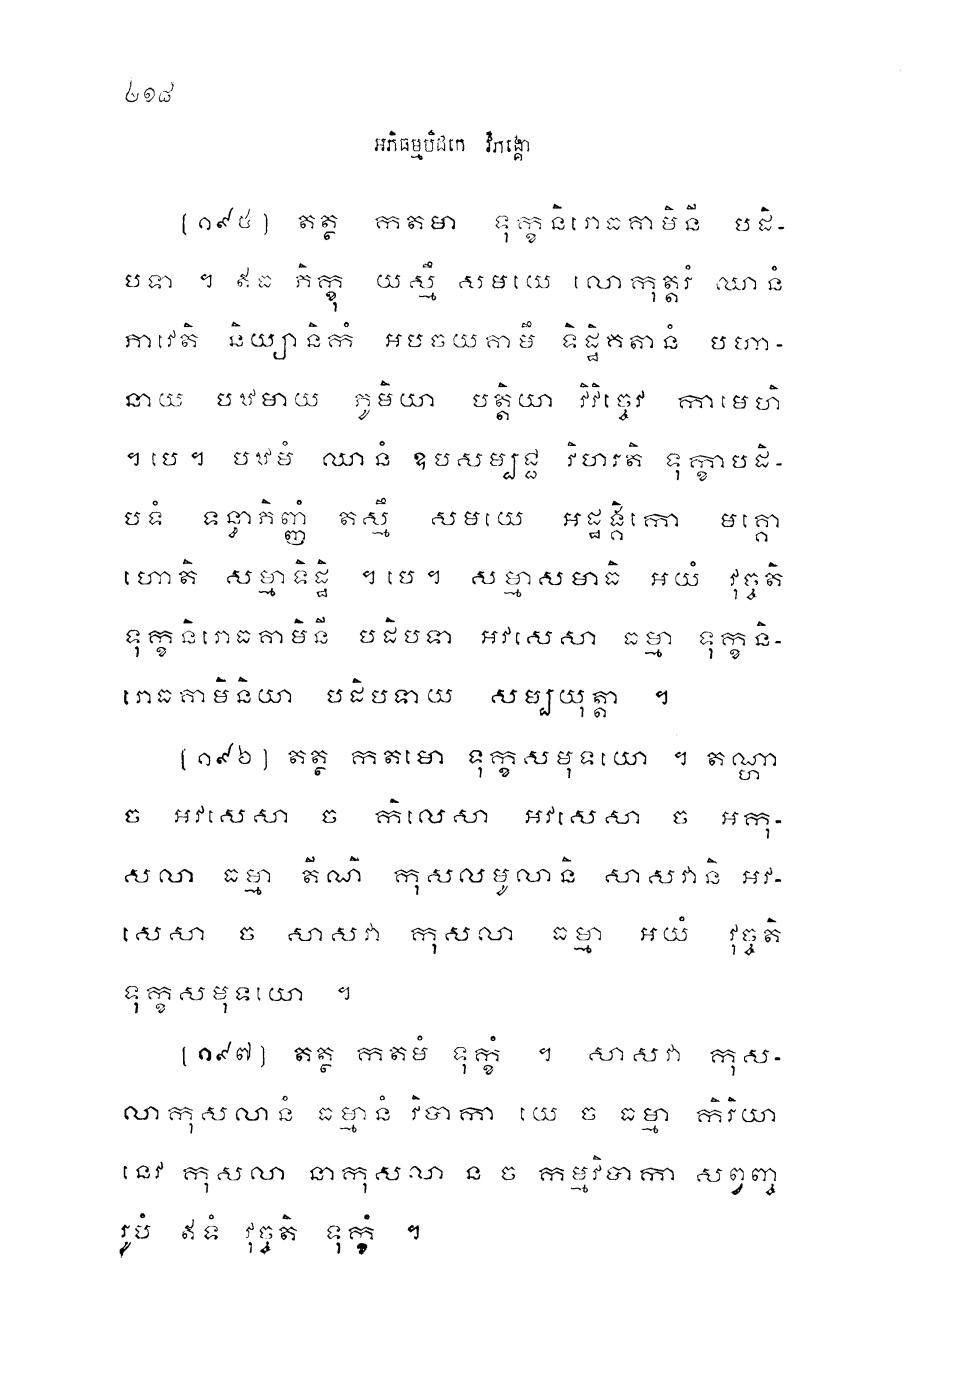 ៤១៨
អភិធម្មបិដកេ វិភង្គោ
(១៩៥) តត្ថ កតមា ទុក្ខនិរោធគាមិនី បដិ-
បទា ។ ឥធ ភិក្ខុ យស្មឹ សមយេ លោកុត្តរំ ឈានំ
ភាវេតិ និយ្យានិកំ អបចយគាមឹ ទិដ្ឋិគតានំ បហា-
នាយ បឋមាយ ភូមិយា បត្តិយា វិវិច្ចេវ កាមេហិ
។បេ។ បឋមំ ឈានំ ឧបសម្បជ្ជ វិហរតិ ទុក្ខាបដិ-
បទំ ទន្ធាភិញ្ញំ តស្មឹ សមយេ អដ្ឋង្គិកោ មគ្គោ
ហោតិ សម្មាទិដ្ឋិ ។បេ។ សម្មាសមាធិ អយំ វុច្ចតិ
ទុក្ខនិរោធគាមិនី បដិបទា អវសេសា ធម្មា ទុក្ខនិ-
រោធគាមិនិយា បដិបទាយ សម្បយុត្តា ។
(១៩៦) តត្ថ កតមោ ទុក្ខសមុទយោ ។ តណ្ហា
ច អវសេសា ច កិលេសា អវសេសា ច អកុ-
សលា ធម្មា តីណិ កុសលមូលានិ សាសវានិ អវ-
សេសា ច សាសវា កុសលា ធម្មា អយំ វុច្ចតិ
ទុក្ខសមុទយោ ។
(១៩៧) តត្ថ កតមំ ទុក្ខំ ។ សាសវា កុស-
លាកុសលានំ ធម្មានំ វិបាកា យេ ច ធម្មា កិរិយា
នេវ កុសលា នាកុសលា ន ច កម្មវិបាកា សព្វញ្ច
រូបំ ឥទំ វុច្ចតិ ទុក្ខំ ។